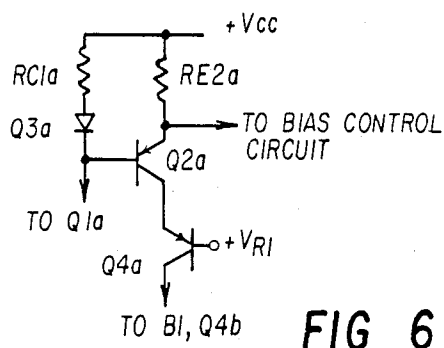 +Vcc
RC1a
RE2a
Q3a
TO BIAS CONTROL
CIRCUIT
Q2a
TO Q1a
+VR1
Q4a
TO B1, Q4b
FIG 6